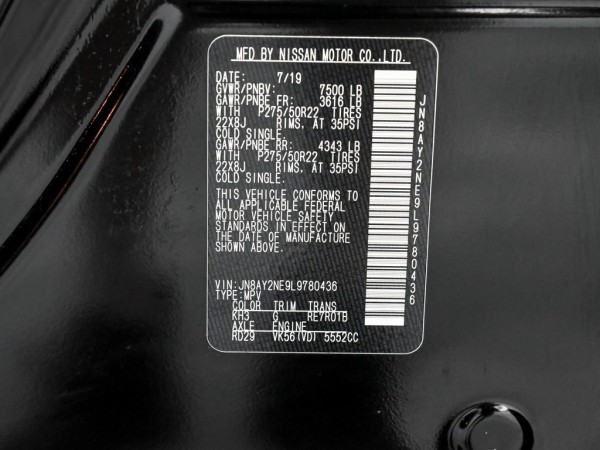 MFD BY NISSAN MOTOR CO.,LTD.
DATE: 7/19
GVWR/PNBV: 7500 LB
GAWR/PNBE FR: 3616 LB
WITH P275/50R22 TIRES
22X8J RIMS, AT 35PSI
COLD SINGLE.
GAWR/PNBE RR: 4343 LB
WITH P275/50R22 TIRES
22X8J RIMS, AT 35PSI
COLD SINGLE.
THIS VEHICLE CONFORMS TO
ALL APPLICABLE FEDERAL
MOTOR VEHICLE SAFETY
STANDARDS IN EFFECT ON
THE DATE OF MANUFACTURE
SHOWN ABOVE.
VIN:JN8AY2NE9L9780436
TYPE:MPV
COLOR TRIM TRANS
KH3 G RE7R01B
AXLE ENGINE
RD29 VK56(VD) 5552CC
JN8AY2NE9L9780436